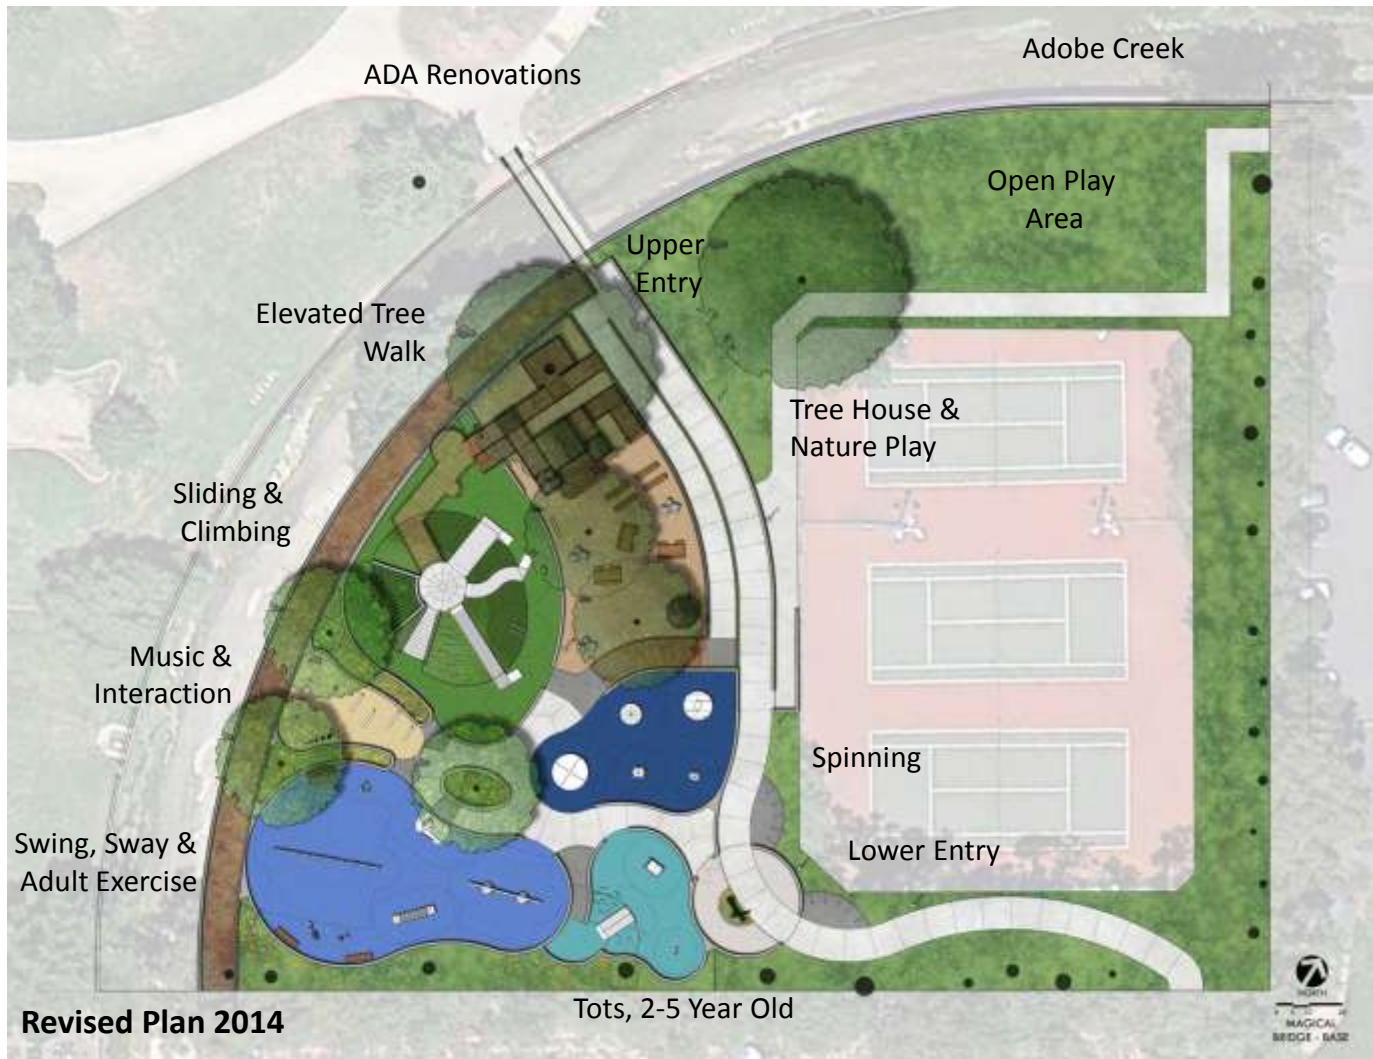 Adobe Creek
ADA Renovations
Open Play
Area
Upper
Entry
Elevated Tree
Walk
Tree House &
Nature Play
Sliding &
Climbing
Music &
Interaction
Spinning
Swing, Sway &
Adult Exercise
Lower Entry
NORTH
Tots, 2-5 Year Old
Revised Plan 2014
MAGICAL
BRIDGE - BASE